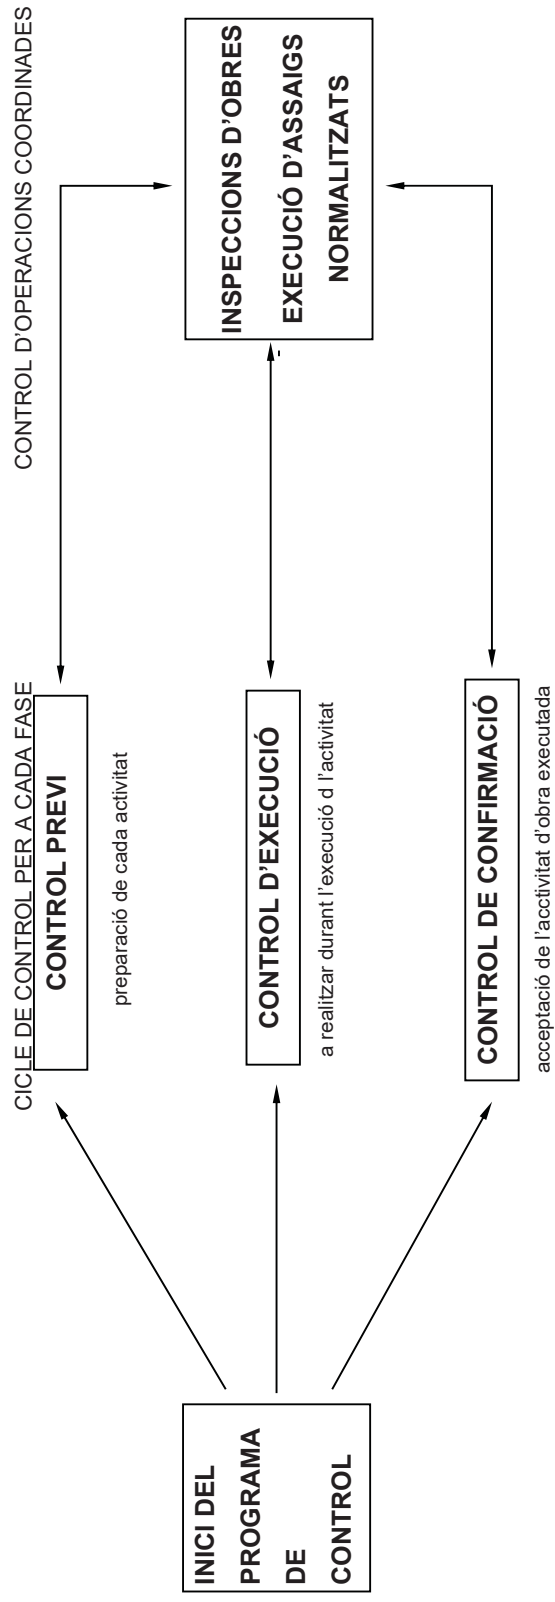 CICLE DE CONTROL PER A CADA FASE
CONTROL D'OPERACIONS COORDINADES
INICI DEL
PROGRAMA
DE
CONTROL
CONTROL PREVI
preparació de cada activitat
CONTROL D'EXECUCIÓ
a realitzar durant l'execució d l'activitat
CONTROL DE CONFIRMACIÓ
acceptació de l'acctivitat d'obra executada
INSPECCIONS D'OBRES
EXECUCIÓ D'ASSAIGS
NORMALITZATS